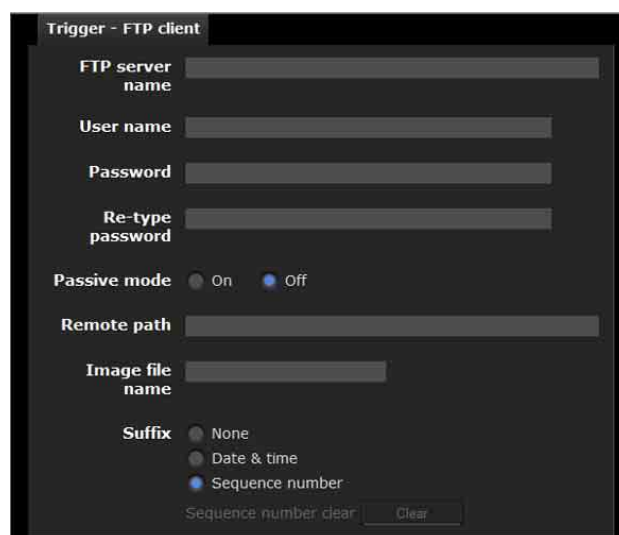 Trigger - FTP client
FTP server
name
User name
Password
Re-type
password
Passive mode On Off
Remote path
Image file
name
Suffix None
Date & time
Sequence number
Sequence number clear Clear